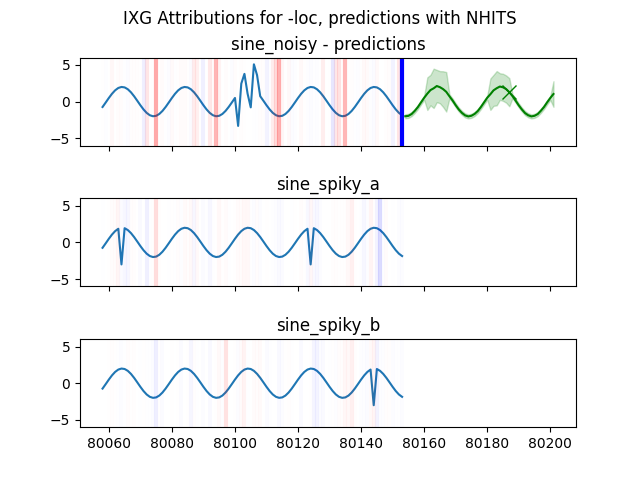 IXG Attributions for -loc, predictions with NHITS
sine_noisy - predictions
5
0
−5
sine_spiky_a
5
0
−5
sine_spiky_b
5
0
−5
80060 80080 80100 80120 80140 80160 80180 80200